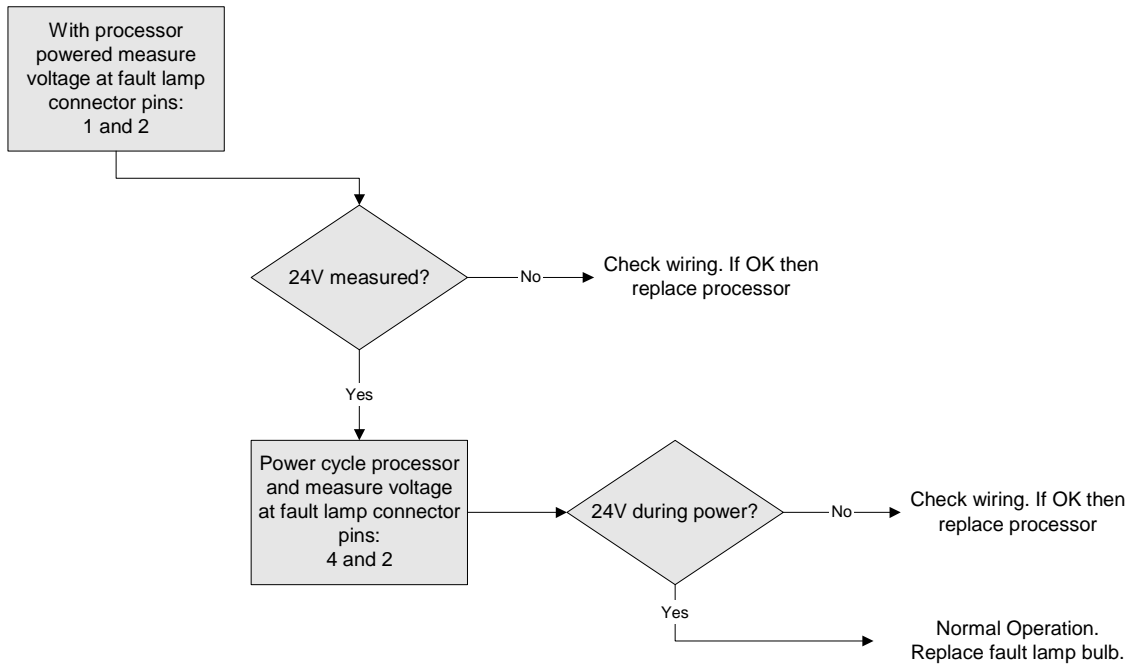 With processor
powered measure
voltage at fault lamp
connector pins:
1 and 2
24V measured?
No
Check wiring. If OK then
replace processor
Yes
Power cycle processor
and measure voltage
at fault lamp connector
pins:
4 and 2
24V during power?
No
Check wiring. If OK then
replace processor
Yes
Normal Operation.
Replace fault lamp bulb.